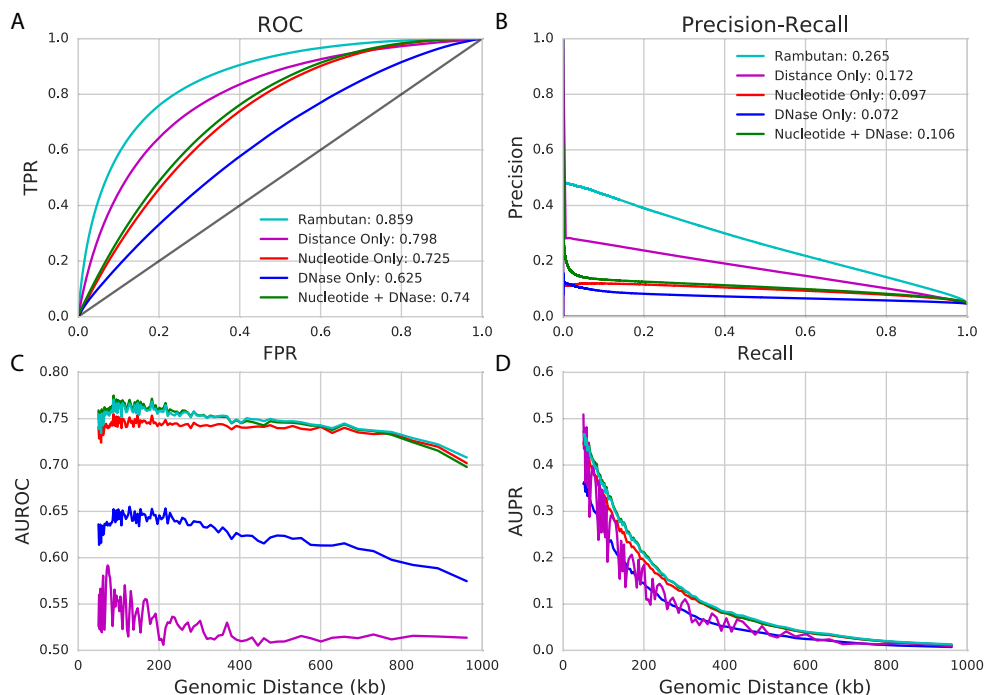 A
ROC
TPR
1.0
0.8
0.6
0.4
0.2
0.0
Rambutan: 0.859
Distance Only: 0.798
Nucleotide Only: 0.725
DNase Only: 0.625
Nucleotide + DNase: 0.74
0.0 0.2 0.4 0.6 0.8 1.0
FPR
B
Precision-Recall
Precision
1.0
0.8
0.6
0.4
0.2
0.0
Rambutan: 0.265
Distance Only: 0.172
Nucleotide Only: 0.097
DNase Only: 0.072
Nucleotide + DNase: 0.106
0.0 0.2 0.4 0.6 0.8 1.0
Recall
C
AUROC
0.80
0.75
0.70
0.65
0.60
0.55
0.50
0 200 400 600 800 1000
Genomic Distance (kb)
D
AUPR
0.6
0.5
0.4
0.3
0.2
0.1
0.0
0 200 400 600 800 1000
Genomic Distance (kb)